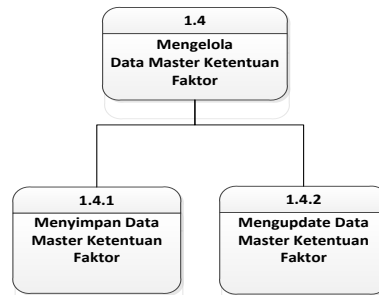 1.4
Mengelola
Data Master Ketentuan
Faktor
1.4.1
Menyimpan Data
Master Ketentuan
Faktor
1.4.2
Mengupdate Data
Master Ketentuan
Faktor